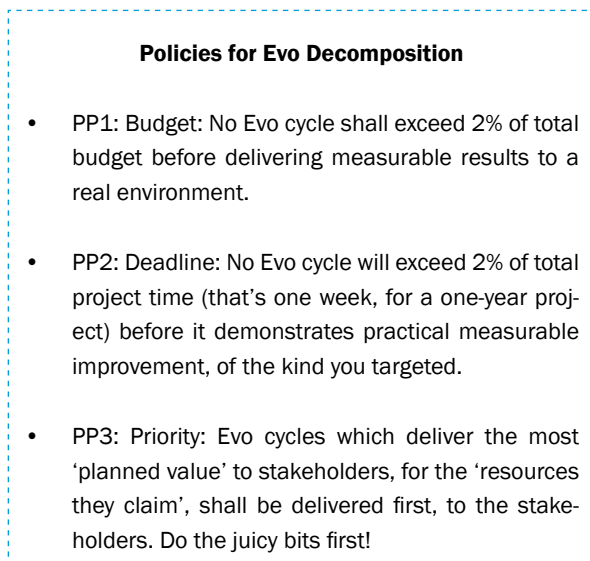 Policies for Evo Decomposition
• PP1: Budget: No Evo cycle shall exceed 2% of total
budget before delivering measurable results to a
real environment.
• PP2: Deadline: No Evo cycle will exceed 2% of total
project time (that’s one week, for a one-year proj-
ect) before it demonstrates practical measurable
improvement, of the kind you targeted.
• PP3: Priority: Evo cycles which deliver the most
‘planned value’ to stakeholders, for the ‘resources
they claim’, shall be delivered first, to the stake-
holders. Do the juicy bits first!